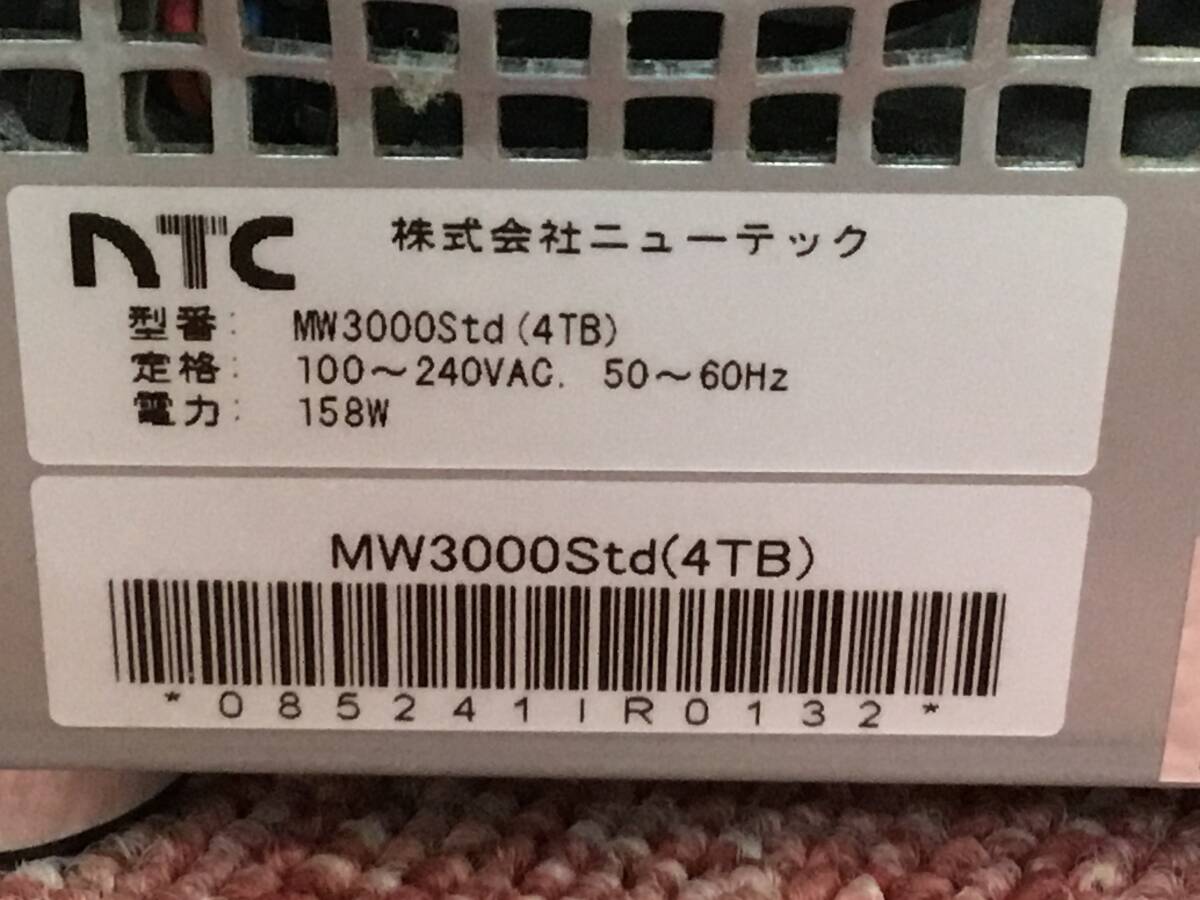 NTC 株式会社ニューテック
型番: MW3000Std(4TB)
定格: 100～240VAC. 50～60Hz
電力: 158W
MW3000Std(4TB)
*085241IR0132*